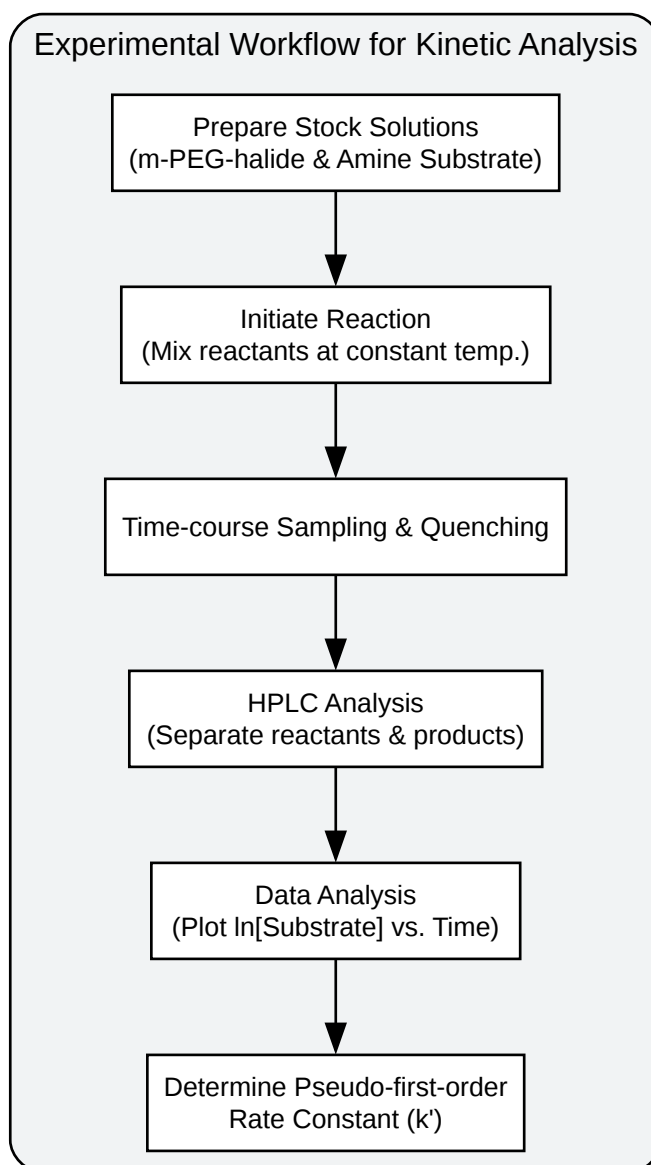 Experimental Workflow for Kinetic Analysis
Prepare Stock Solutions
(m-PEG-halide & Amine Substrate)
Initiate Reaction
(Mix reactants at constant temp.)
Time-course Sampling & Quenching
HPLC Analysis
(Separate reactants & products)
Data Analysis
(Plot ln[Substrate] vs. Time)
Determine Pseudo-first-order
Rate Constant (k')